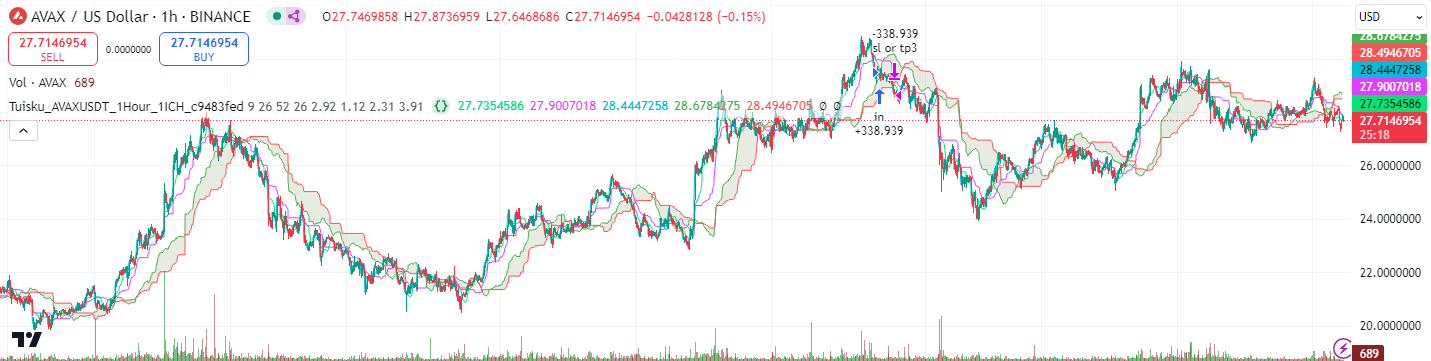 AVAX / US Dollar · 1h · BINANCE O27.7469858 H28.8736959 L27.6468686 C27.7146954 −0.0428128 (−0.15%)
USD
27.7146954
SELL
0.0000000
27.7146954
BUY
Vol · AVAX 689
Tuisku_AVAXUSDT_1Hour_1ICH_c9483fed 9 26 52 26 2.92 1.12 2.31 3.91 {} 27.7354586 27.9007018 28.4447258 28.6784275 28.4946705 Ø Ø
-338.939
sl or tp3
in
+338.939
28.6784275
28.4946705
28.4447258
27.9007018
27.7354586
27.7146954
25:18
26.0000000
24.0000000
22.0000000
20.0000000
689